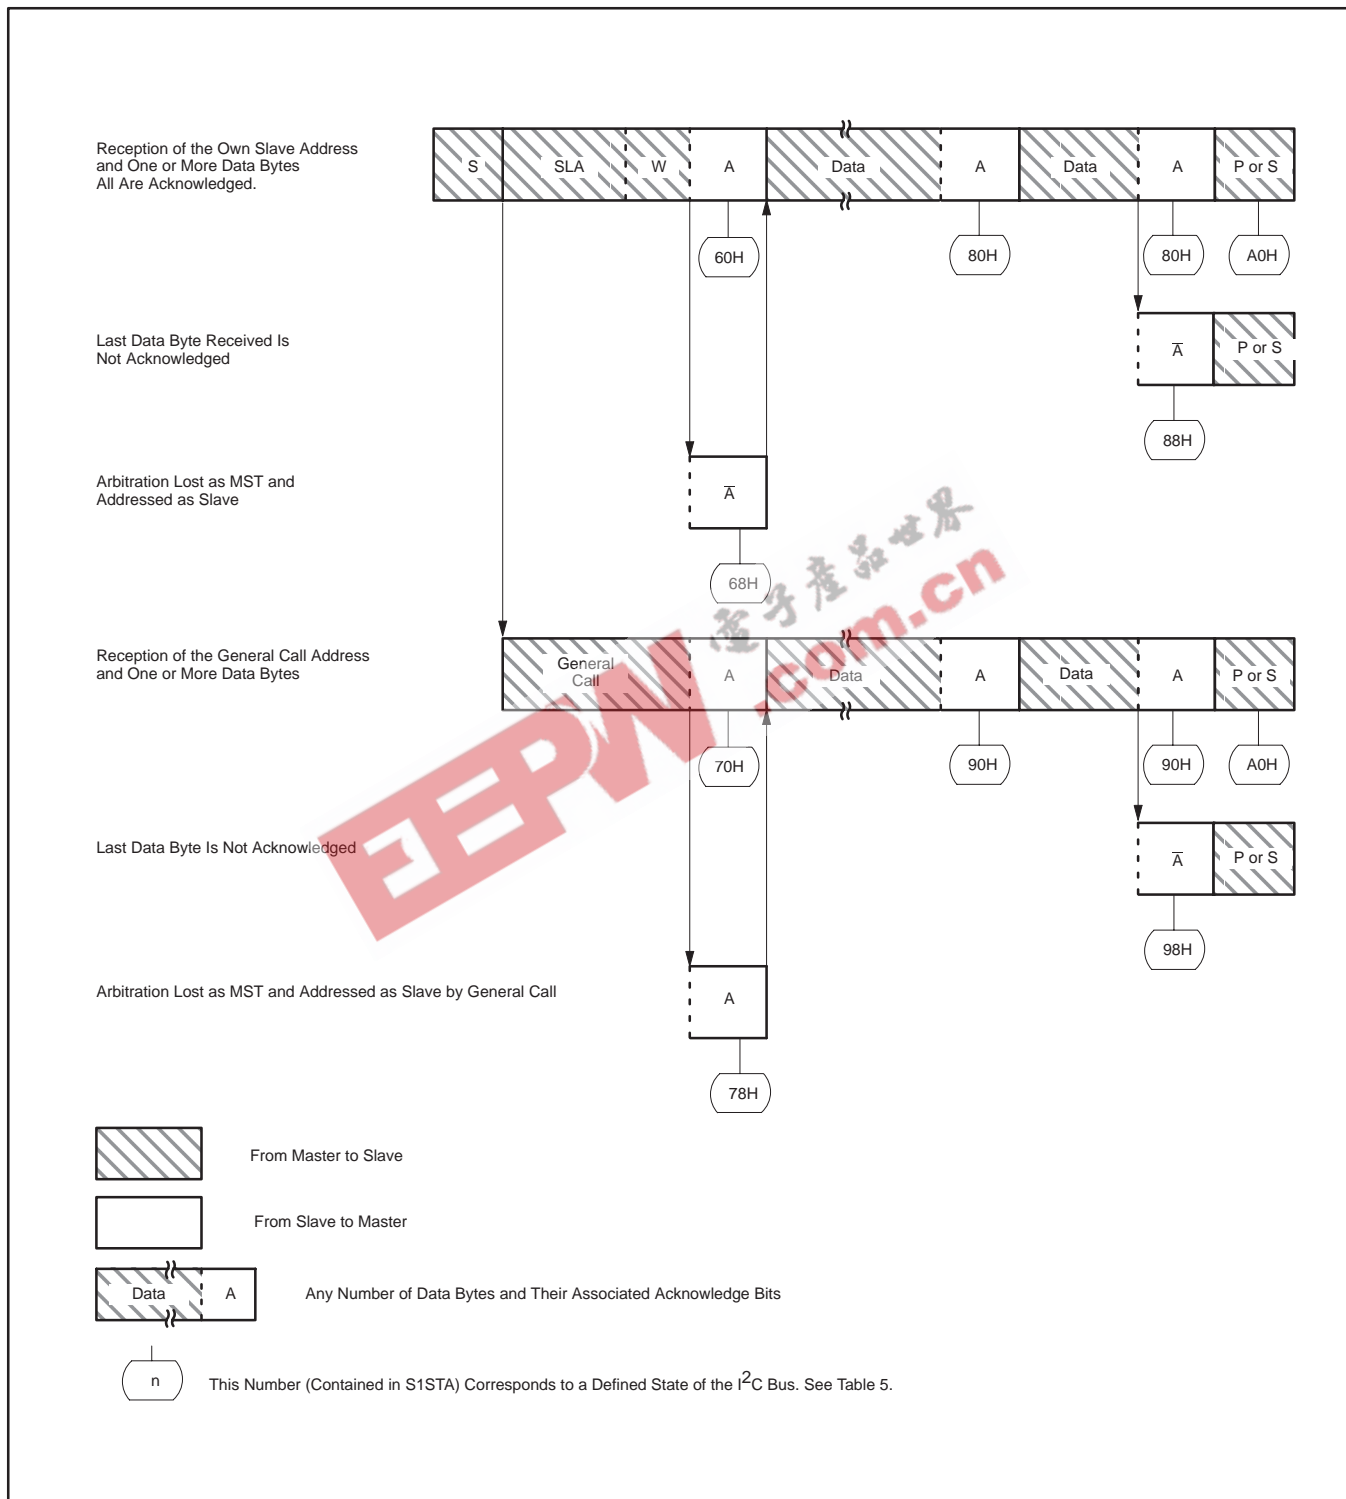 Reception of the Own Slave Address
and One or More Data Bytes
All Are Acknowledged.
S SLA W A Data A Data A P or S
60H 80H 80H A0H
Last Data Byte Received Is
Not Acknowledged
A̅ P or S
88H
Arbitration Lost as MST and
Addressed as Slave
A̅
68H
Reception of the General Call Address
and One or More Data Bytes
General
Call
A Data A Data A P or S
70H 90H 90H A0H
Last Data Byte Is Not Acknowledged
A̅ P or S
98H
Arbitration Lost as MST and Addressed as Slave by General Call
A
78H
From Master to Slave
From Slave to Master
Data A Any Number of Data Bytes and Their Associated Acknowledge Bits
n This Number (Contained in S1STA) Corresponds to a Defined State of the I²C Bus. See Table 5.
EEPW
電子產品世界
.com.cn